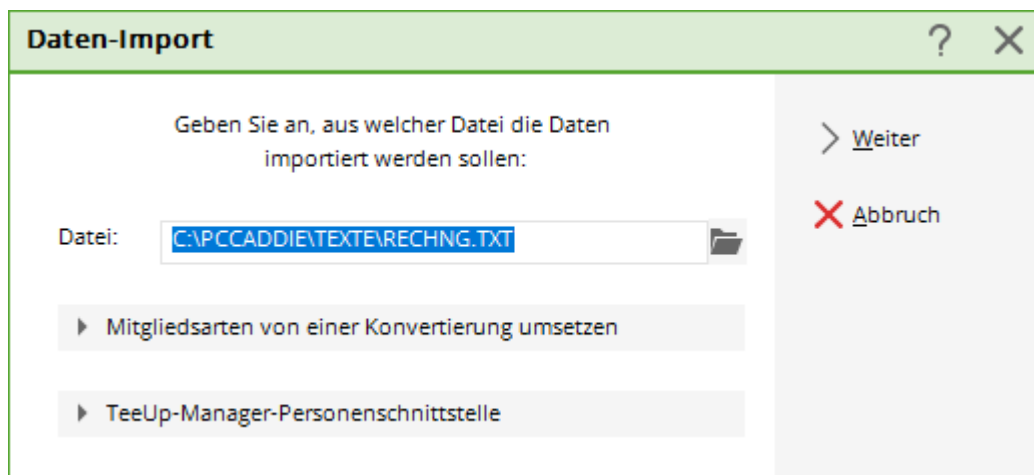 Daten-Import
Geben Sie an, aus welcher Datei die Daten
importiert werden sollen:
Datei: C:\PCCADDIE\TEXTE\RECHNG.TXT
Mitgliedsarten von einer Konvertierung umsetzen
TeeUp-Manager-Personenschnittstelle
Weiter
Abbruch